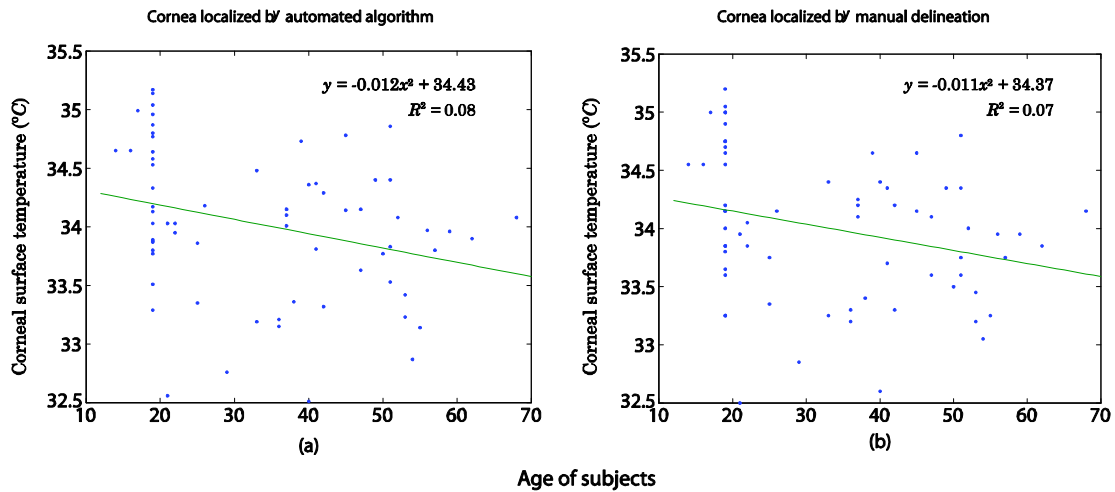 Cornea localized by automated algorithm
Cornea localized by manual delineation
35.5
35
34.5
34
33.5
33
32.5
Corneal surface temperature (°C)
y = -0.012x² + 34.43
R² = 0.08
10 20 30 40 50 60 70
(a)
35.5
35
34.5
34
33.5
33
32.5
Corneal surface temperature (°C)
y = -0.011x² + 34.37
R² = 0.07
10 20 30 40 50 60 70
(b)
Age of subjects